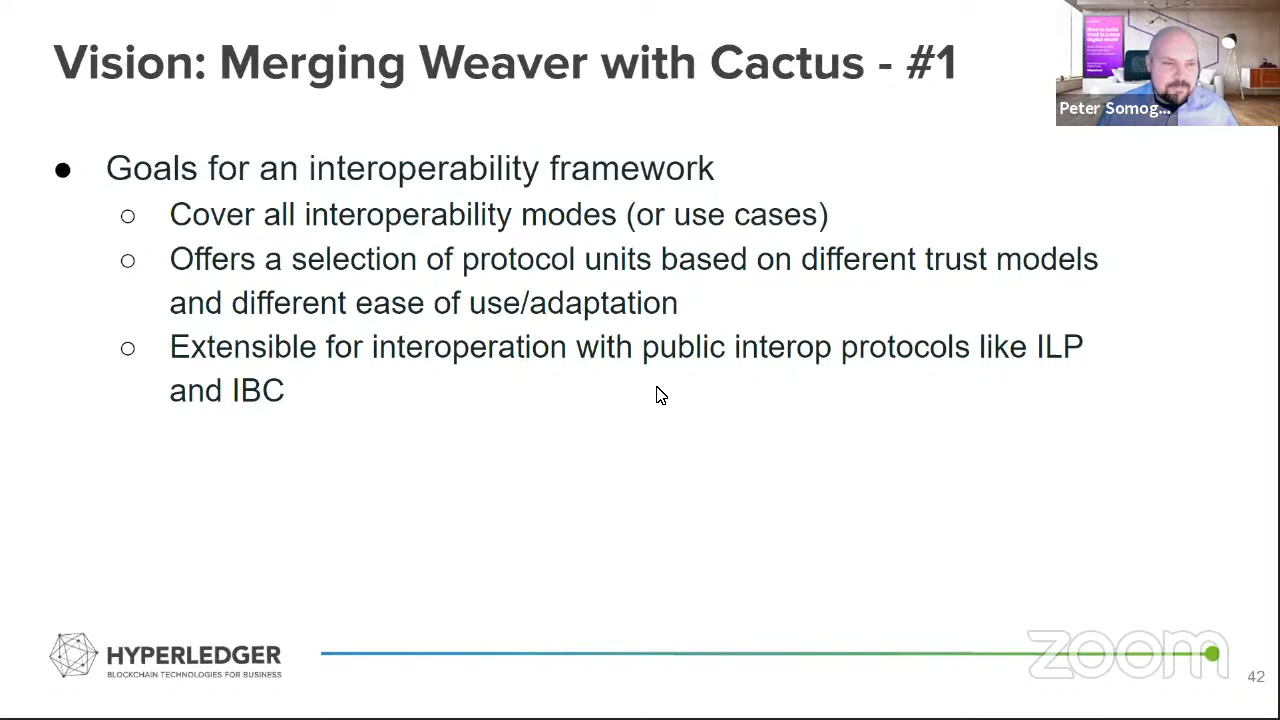 Vision: Merging Weaver with Cactus - #1
Peter Somog...
● Goals for an interoperability framework
○ Cover all interoperability modes (or use cases)
○ Offers a selection of protocol units based on different trust models
and different ease of use/adaptation
○ Extensible for interoperation with public interop protocols like ILP
and IBC
HYPERLEDGER
BLOCKCHAIN TECHNOLOGIES FOR BUSINESS
zoom
42